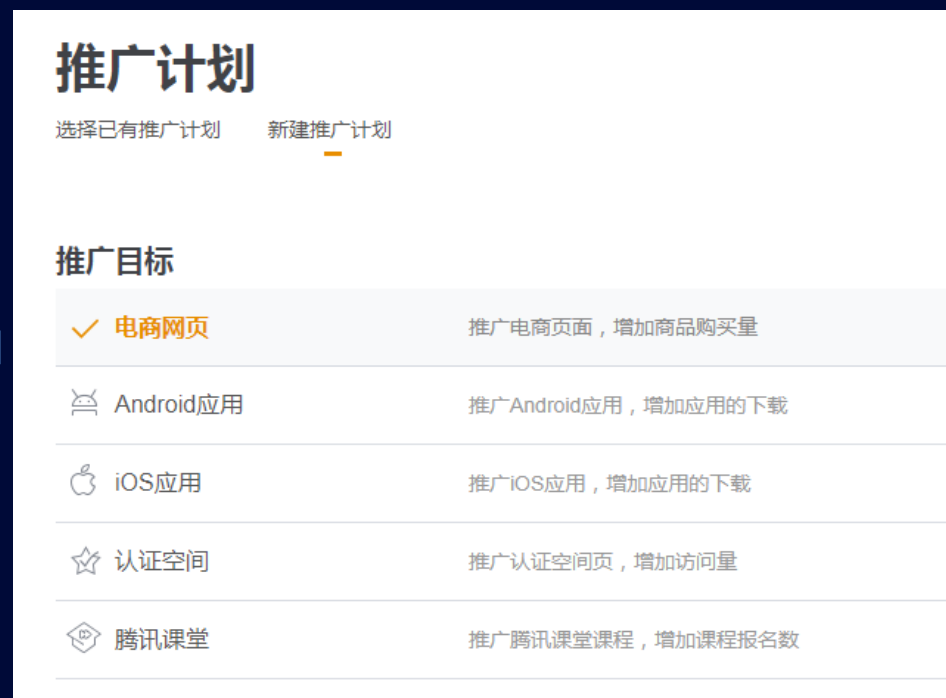 推广计划
选择已有推广计划 新建推广计划
推广目标
电商网页 推广电商页面，增加商品购买量
Android应用 推广Android应用，增加应用的下载
iOS应用 推广iOS应用，增加应用的下载
认证空间 推广认证空间页，增加访问量
腾讯课堂 推广腾讯课堂课程，增加课程报名数